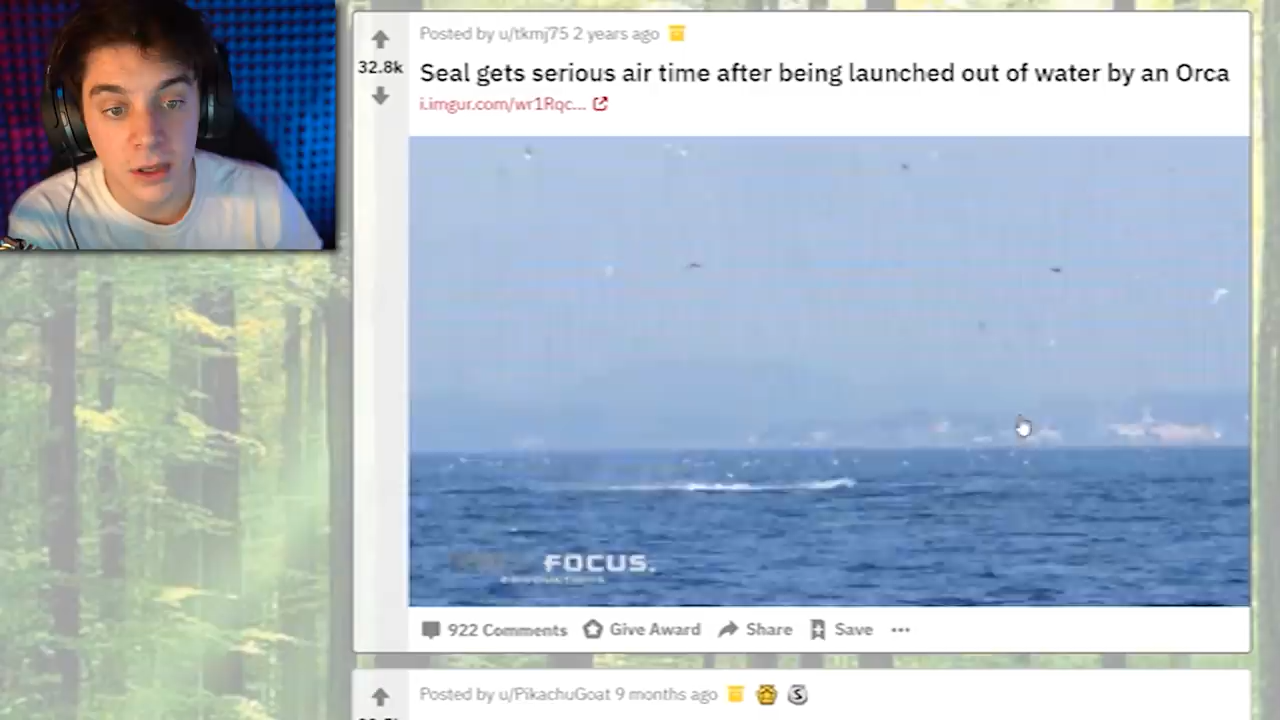 Posted by u/tkmj75 2 years ago
32.8k
Seal gets serious air time after being launched out of water by an Orca
i.imgur.com/wr1Rqc...
FOCUS.
922 Comments Give Award Share Save ...
Posted by u/PikachuGoat 9 months ago